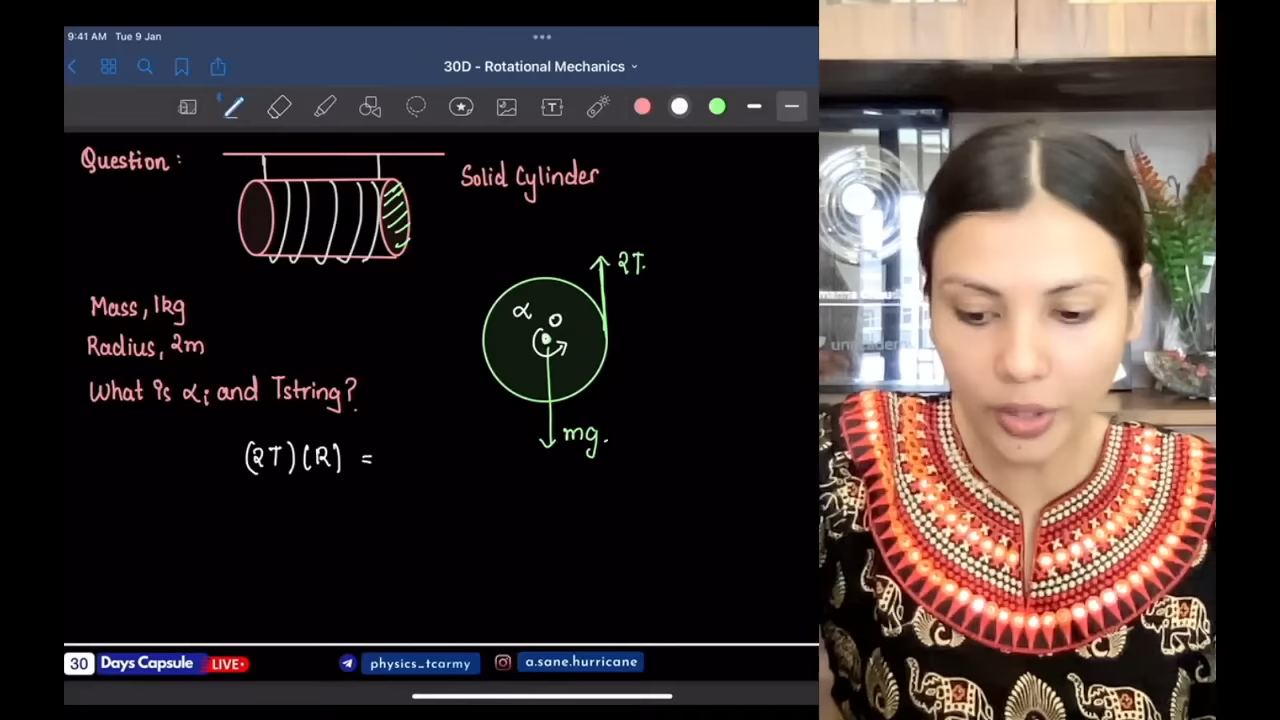 9:41 AM Tue 9 Jan
30D - Rotational Mechanics
T
Question :
Solid Cylinder
2T.
α
O
Mass, 1kg
Radius, 2m
What is α; and Tstring?
mg.
(2T)(R) =
30 Days Capsule LIVE
physics_tcarmy
a.sane.hurricane